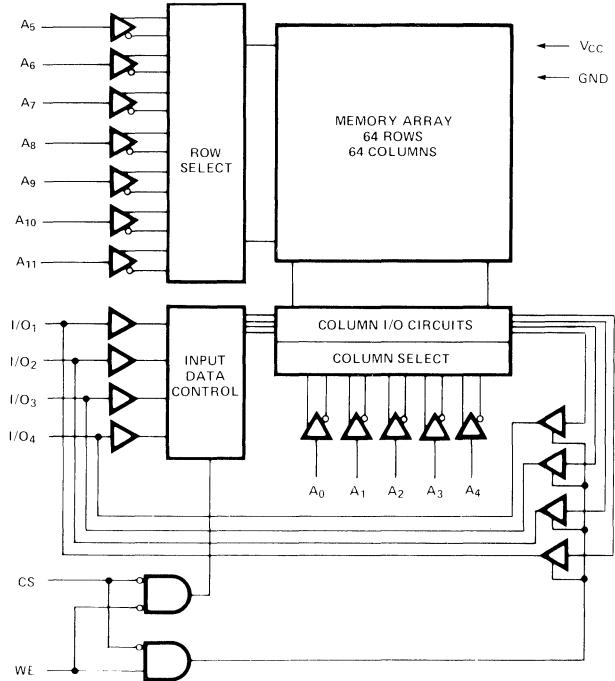 A5
A6
A7
A8
A9
A10
A11
ROW
SELECT
MEMORY ARRAY
64 ROWS
64 COLUMNS
VCC
GND
I/O1
I/O2
I/O3
I/O4
INPUT
DATA
CONTROL
COLUMN I/O CIRCUITS
COLUMN SELECT
A0
A1
A2
A3
A4
CS
WE